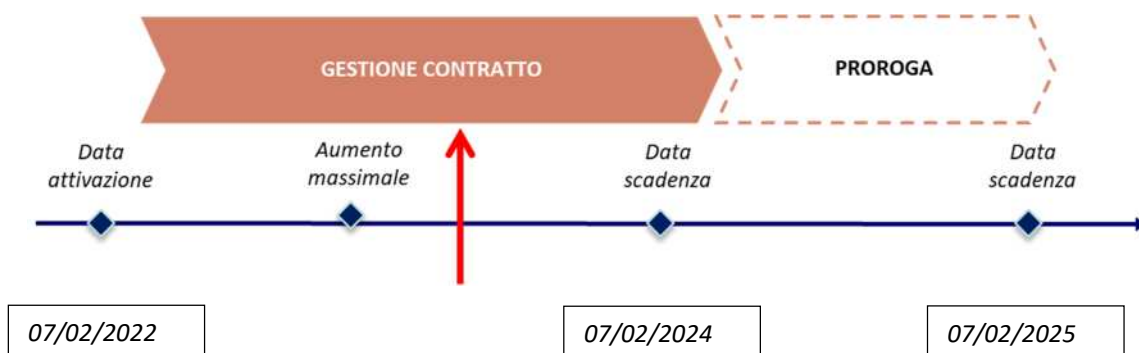 GESTIONE CONTRATTO
PROROGA
Data
attivazione
Aumento
massimale
Data
scadenza
Data
scadenza
07/02/2022
07/02/2024
07/02/2025